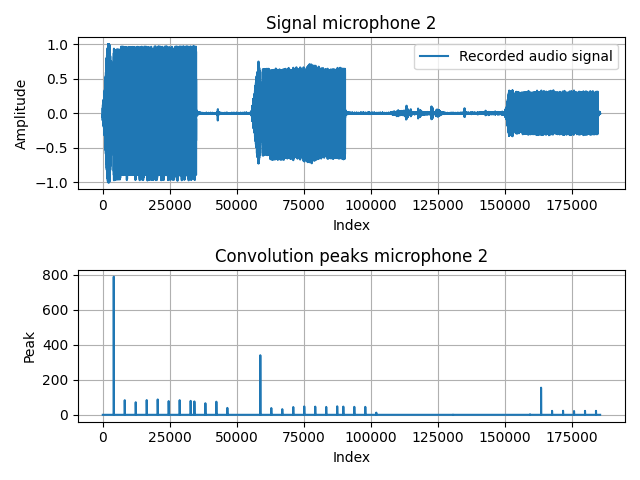 Signal microphone 2
1.0
0.5
0.0
−0.5
−1.0
Amplitude
Recorded audio signal
0 25000 50000 75000 100000 125000 150000 175000
Index
Convolution peaks microphone 2
800
600
400
200
0
Peak
0 25000 50000 75000 100000 125000 150000 175000
Index